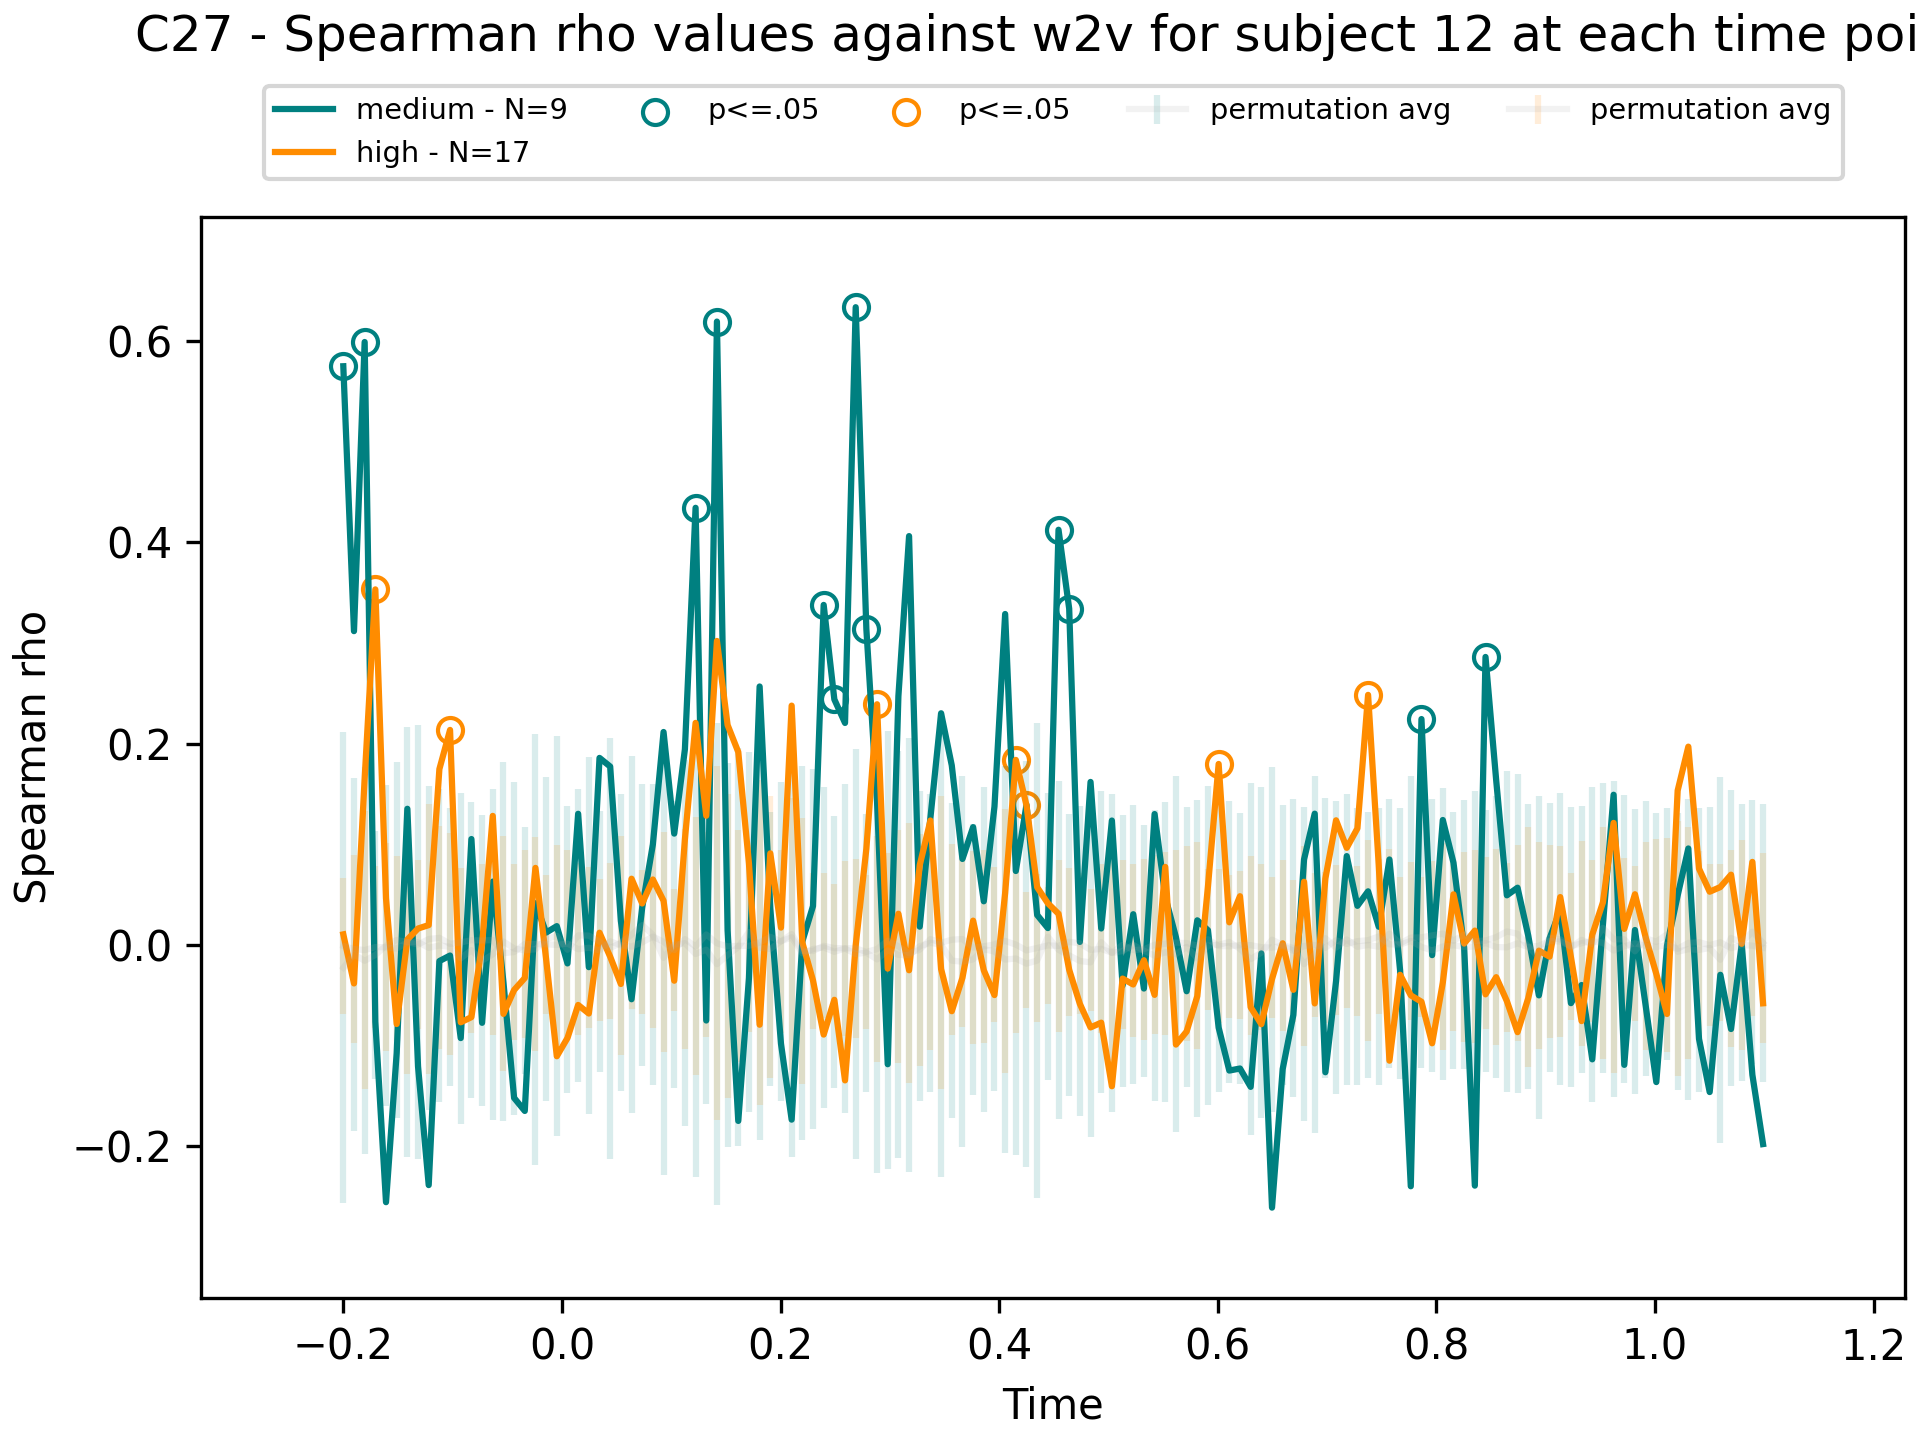 C27 - Spearman rho values against w2v for subject 12 at each time poi
medium - N=9
high - N=17
p<=.05
p<=.05
permutation avg
permutation avg
Spearman rho
0.6
0.4
0.2
0.0
−0.2
−0.2
0.0
0.2
0.4
0.6
0.8
1.0
1.2
Time